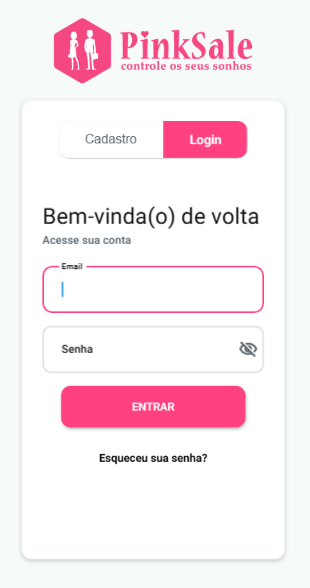 PinkSale
controle os seus sonhos
Cadastro
Login
Bem-vinda(o) de volta
Acesse sua conta
Email
Senha
ENTRAR
Esqueceu sua senha?